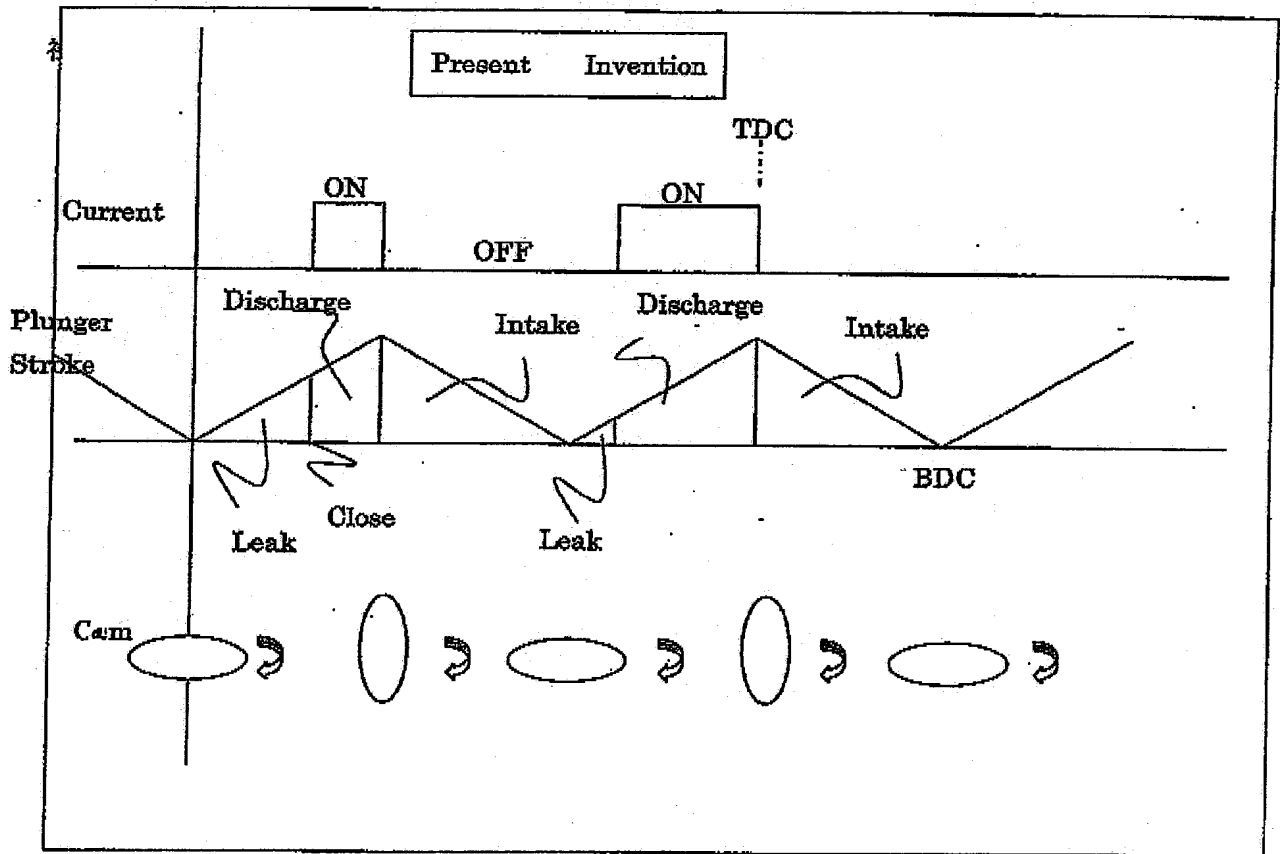 Present Invention
TDC
ON
ON
Current
OFF
Discharge
Discharge
Plunger
Intake
Intake
Stroke
BDC
Close
Leak
Leak
Cam